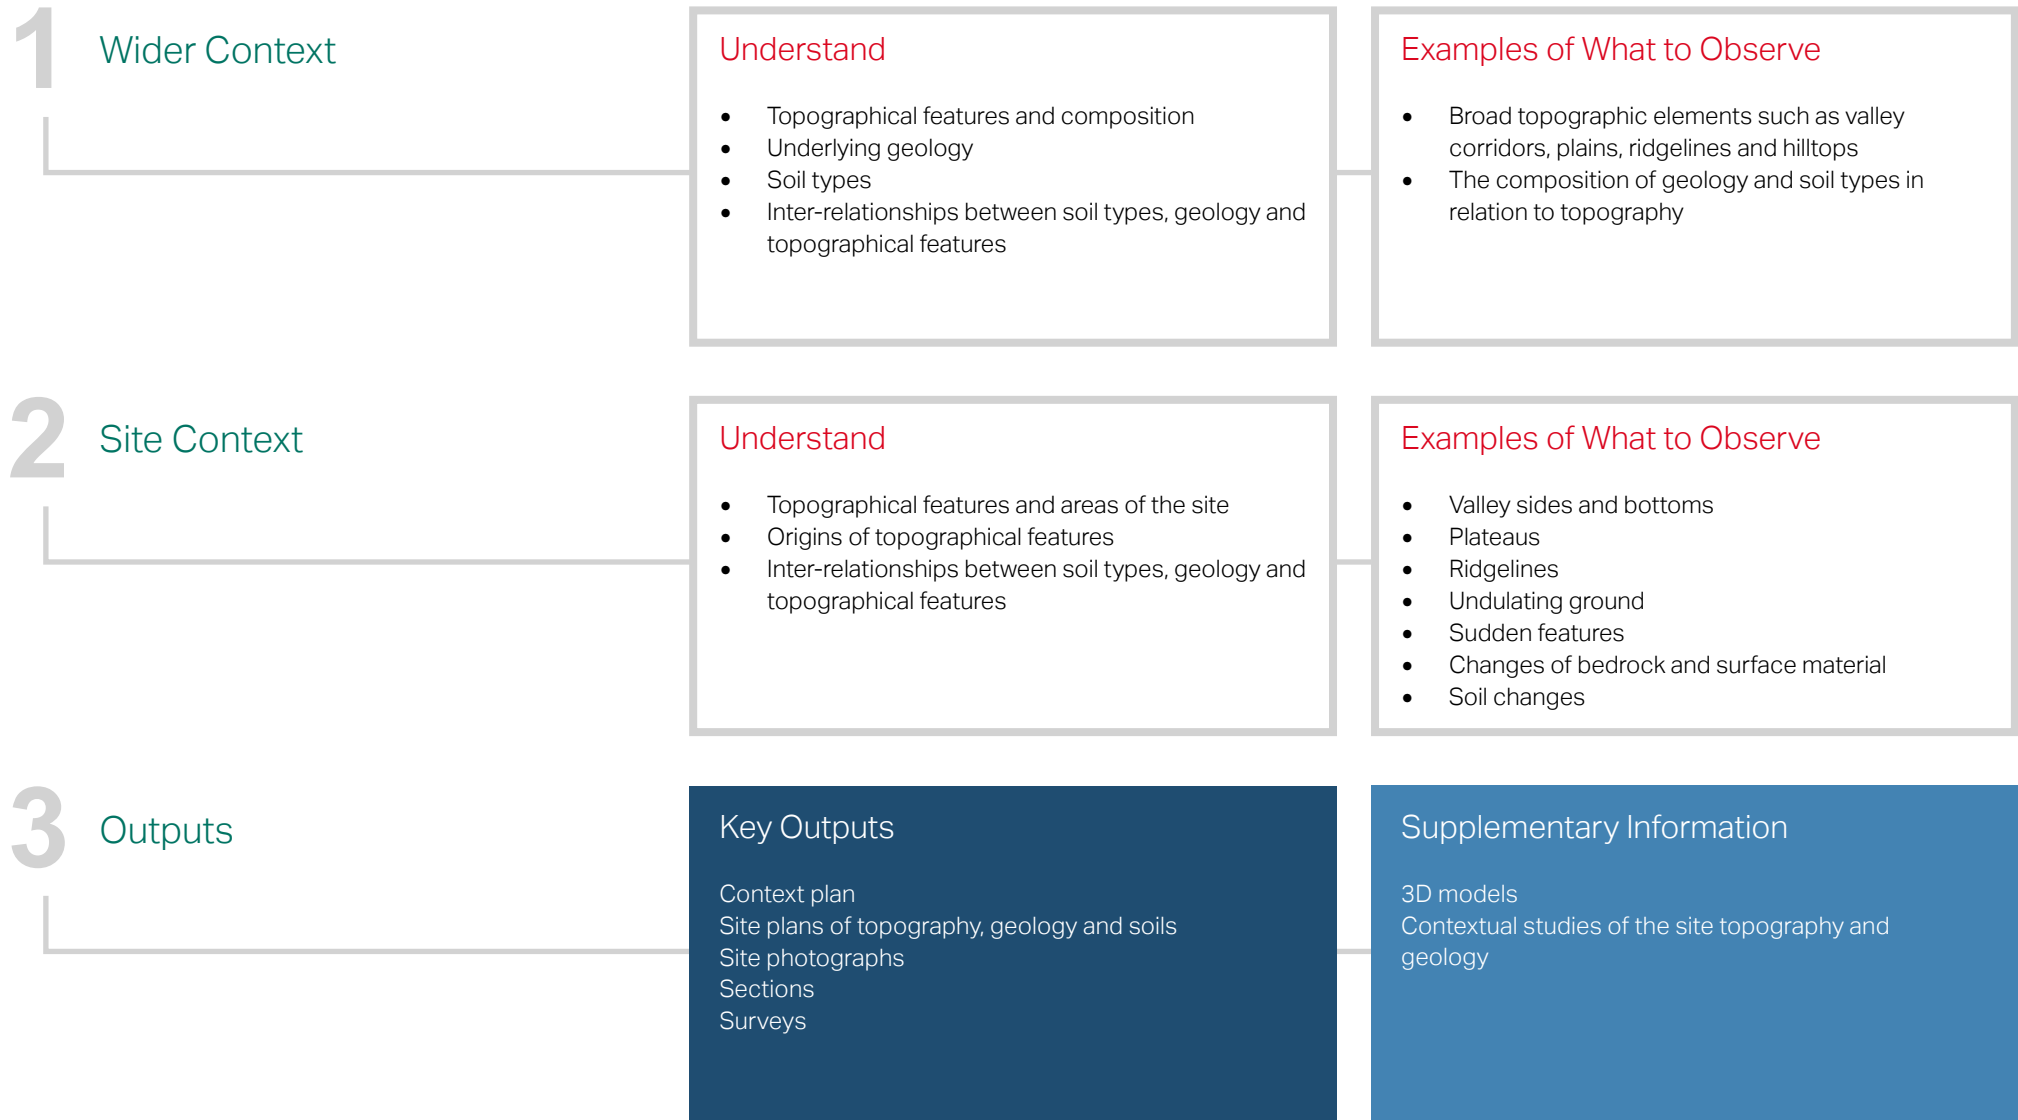 1
Wider Context
Understand
• Topographical features and composition
• Underlying geology
• Soil types
• Inter-relationships between soil types, geology and
topographical features
Examples of What to Observe
• Broad topographic elements such as valley
corridors, plains, ridgelines and hilltops
• The composition of geology and soil types in
relation to topography
2
Site Context
Understand
• Topographical features and areas of the site
• Origins of topographical features
• Inter-relationships between soil types, geology and
topographical features
Examples of What to Observe
• Valley sides and bottoms
• Plateaus
• Ridgelines
• Undulating ground
• Sudden features
• Changes of bedrock and surface material
• Soil changes
3
Outputs
Key Outputs
Context plan
Site plans of topography, geology and soils
Site photographs
Sections
Surveys
Supplementary Information
3D models
Contextual studies of the site topography and
geology